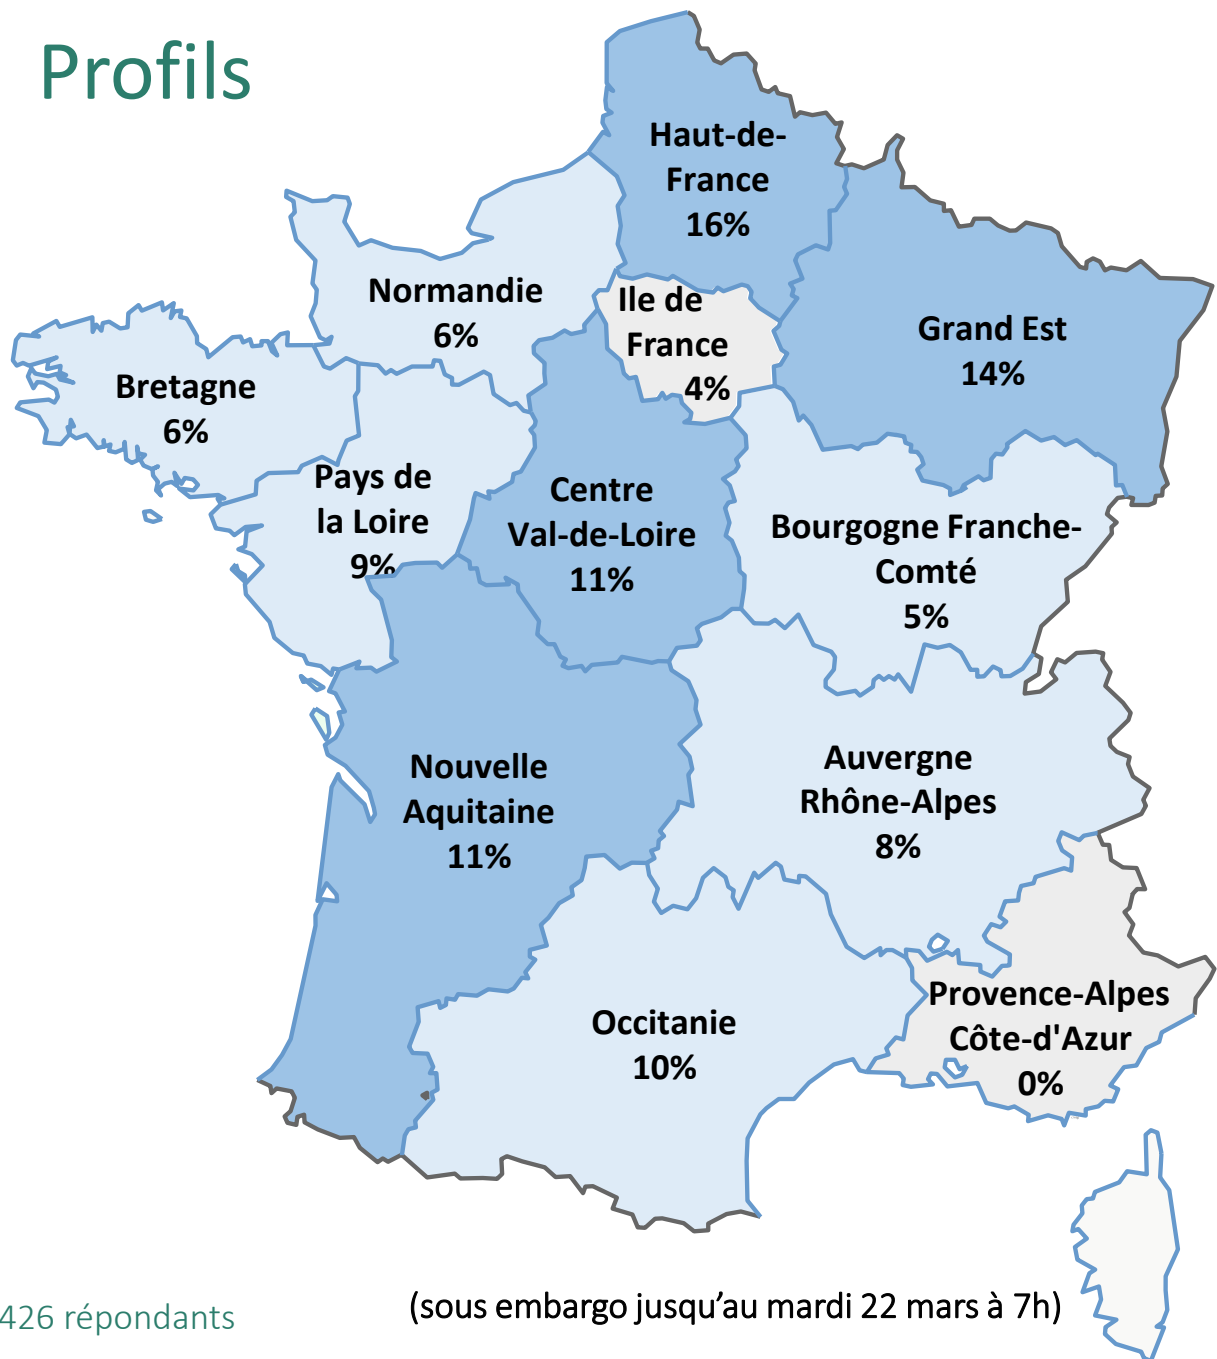 Profils
Haut-de-
France
16%
Normandie
6%
Ile de
France
4%
Grand Est
14%
Bretagne
6%
Pays de
la Loire
9%
Centre
Val-de-Loire
11%
Bourgogne Franche-
Comté
5%
Nouvelle
Aquitaine
11%
Auvergne
Rhône-Alpes
8%
Occitanie
10%
Provence-Alpes
Côte-d'Azur
0%
426 répondants
(sous embargo jusqu’au mardi 22 mars à 7h)